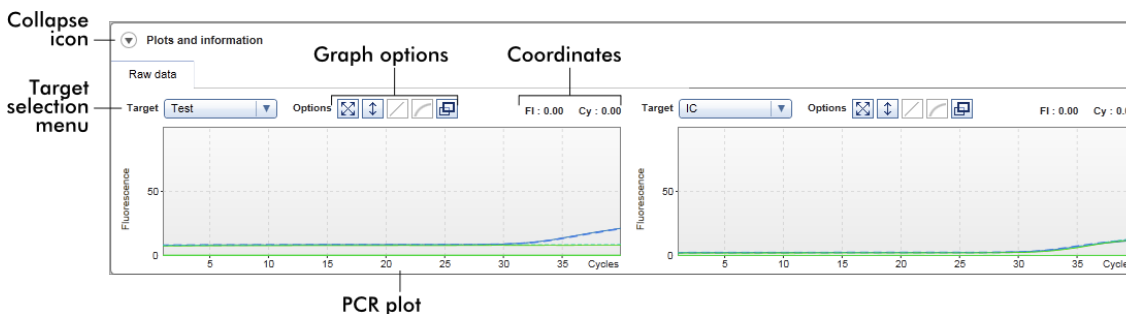 Collapse
icon
Plots and information
Graph options
Coordinates
Raw data
Target
selection
menu
Target Test Options FI : 0.00 Cy : 0.00
Target IC Options FI : 0.00 Cy : 0.0
Fluorescence
50
0
5 10 15 20 25 30 35 Cycles
Fluorescence
50
0
5 10 15 20 25 30 35 Cycle
PCR plot